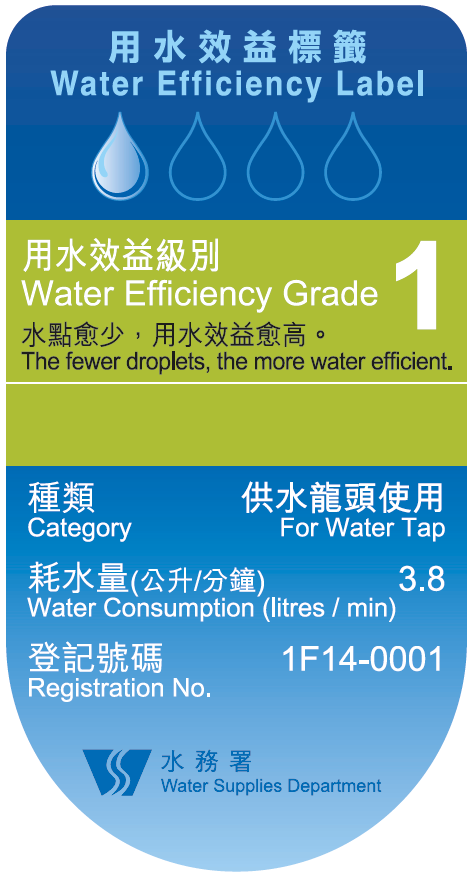 用水效益標籤
Water Efficiency Label
用水效益級別
Water Efficiency Grade 1
水點愈少，用水效益愈高。
The fewer droplets, the more water efficient.
種類 供水龍頭使用
Category For Water Tap
耗水量(公升/分鐘) 3.8
Water Consumption (litres / min)
登記號碼 1F14-0001
Registration No.
水務署
Water Supplies Department